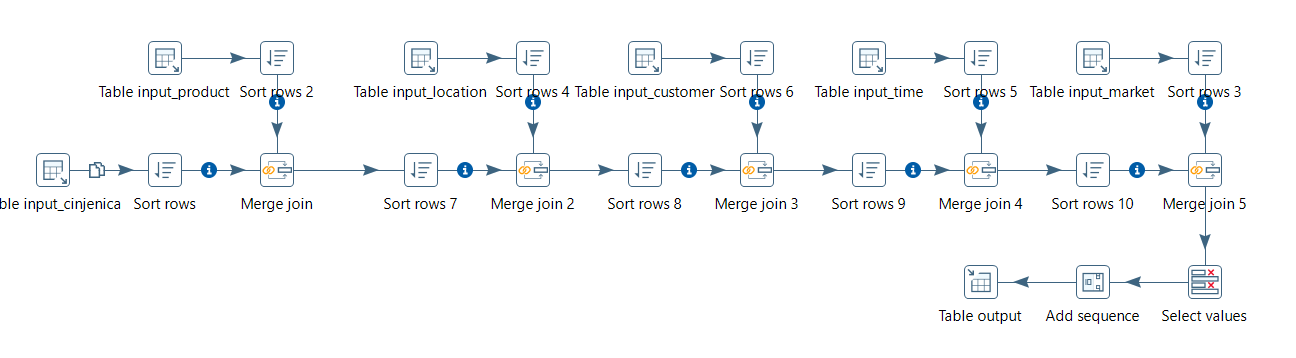 Table input_product
Sort rows 2
Table input_location
Sort rows 4
Table input_customer
Sort rows 6
Table input_time
Sort rows 5
Table input_market
Sort rows 3
ble input_cinjenica
Sort rows
Merge join
Sort rows 7
Merge join 2
Sort rows 8
Merge join 3
Sort rows 9
Merge join 4
Sort rows 10
Merge join 5
Table output
Add sequence
Select values